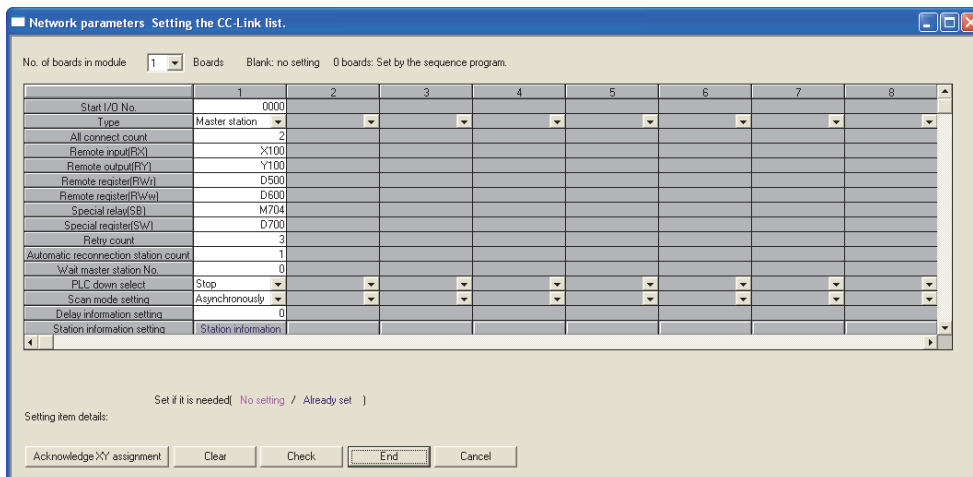 Network parameters Setting the CC-Link list.
No. of boards in module 1 Boards Blank: no setting 0 boards: Set by the sequence program.
1 2 3 4 5 6 7 8
Start I/O No. 0000
Type Master station
All connect count 2
Remote input(RX) X100
Remote output(RY) Y100
Remote register(RWr) D500
Remote register(RWw) D600
Special relay(SB) M704
Special register(SW) D700
Retry count 3
Automatic reconnection station count 1
Wait master station No. 0
PLC down select Stop
Scan mode setting Asynchronously
Delay information setting 0
Station information setting Station information
Set if it is needed( No setting / Already set )
Setting item details:
Acknowledge XY assignment Clear Check End Cancel